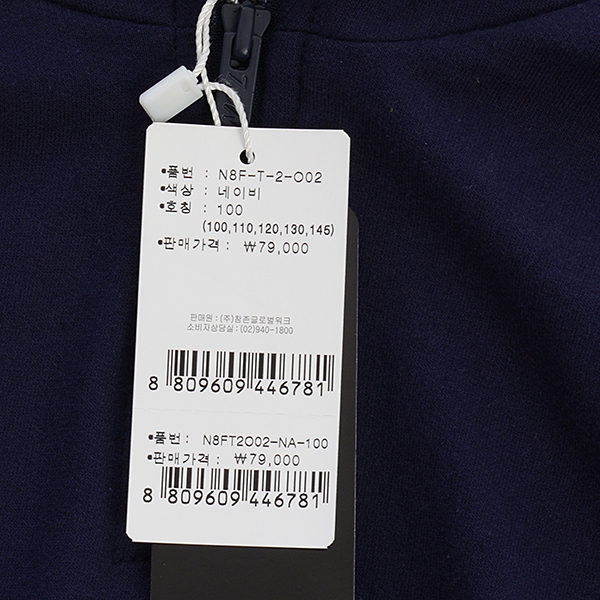 •품번 : N8F-T-2-O02
•색상 : 네이비
•호칭 : 100
(100,110,120,130,145)
•판매가격 : ₩79,000
판매원 : (주)참존글로벌워크
소비자상담실 : (02)940-1800
8 809609 446781
•품번 : N8FT2O02-NA-100
•판매가격 : ₩79,000
8 809609 446781